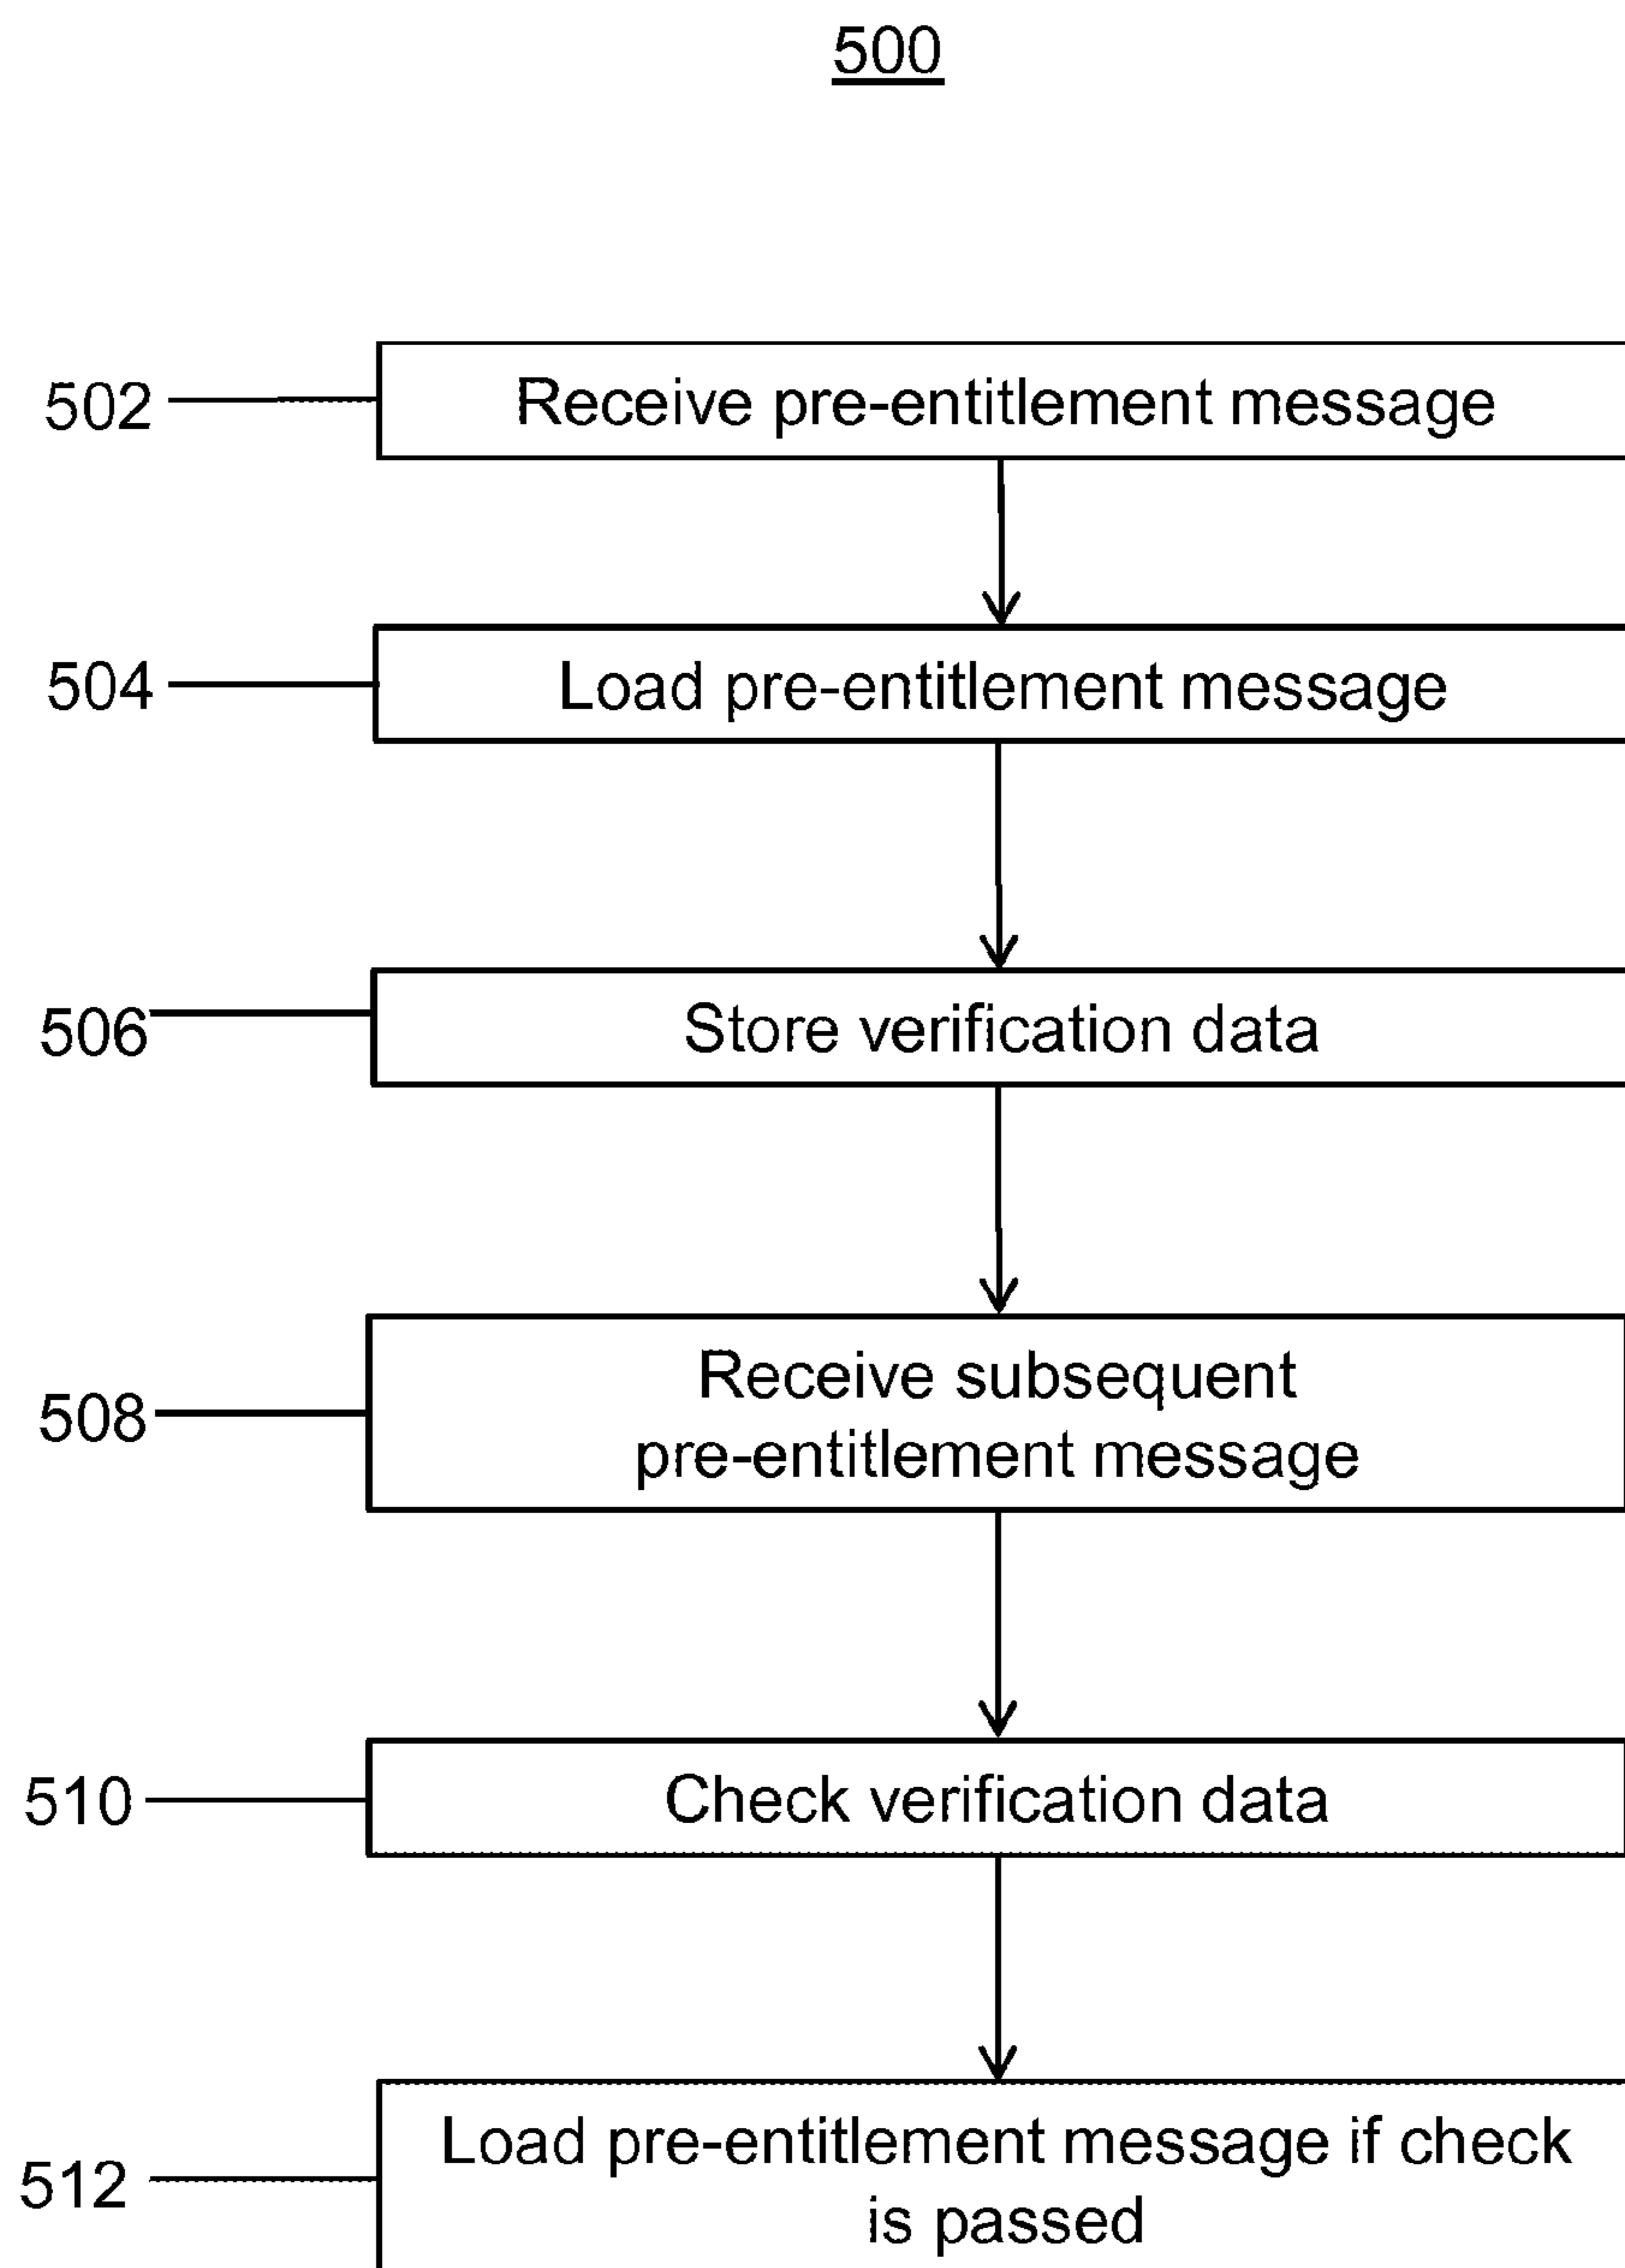 500
502
Receive pre-entitlement message
504
Load pre-entitlement message
506
Store verification data
508
Receive subsequent
pre-entitlement message
510
Check verification data
512
Load pre-entitlement message if check
is passed